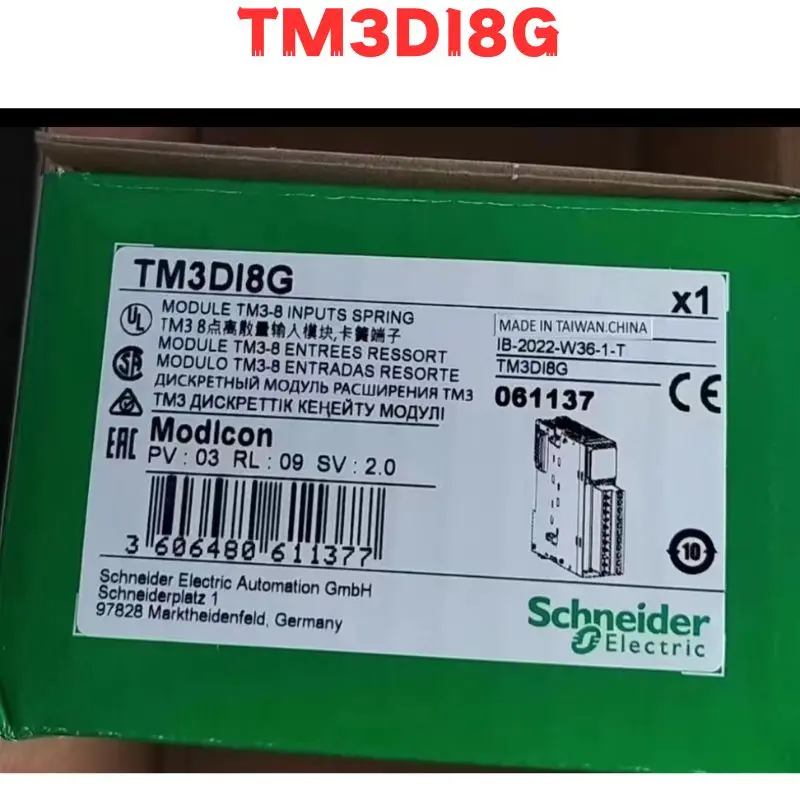 TM3DI8G
TM3DI8G
x1
UL
MODULE TM3-8 INPUTS SPRING
TM3 8点离散量输入模块,卡簧端子
MODULE TM3-8 ENTREES RESSORT
MODULO TM3-8 ENTRADAS RESORTE
ДИСКРЕТНЫЙ МОДУЛЬ РАСШИРЕНИЯ ТМ3
ТМ3 ДИСКРЕТТІК КЕҢЕЙТУ МОДУЛІ
MADE IN TAIWAN.CHINA
IB-2022-W36-1-T
TM3DI8G
061137
CE
EAC
ModIcon
PV : 03 RL : 09 SV : 2.0
3 606480 611377
10
Schneider Electric Automation GmbH
Schneiderplatz 1
97828 Marktheidenfeld, Germany
Schneider
Electric